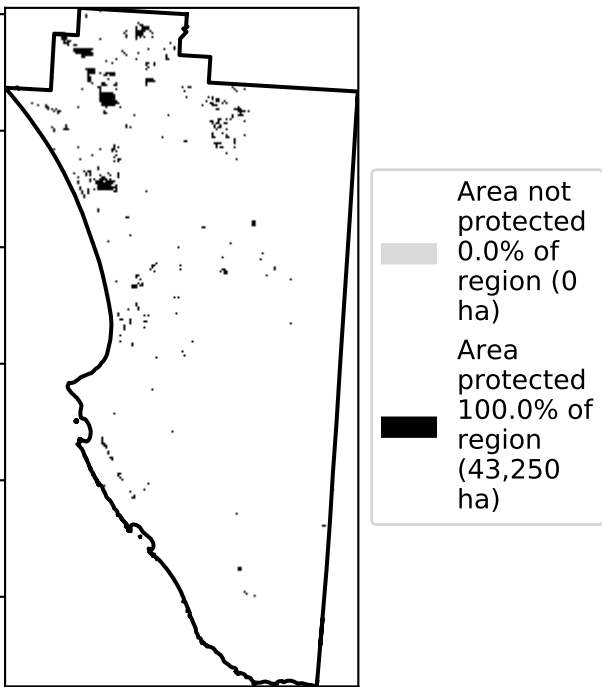 Area not
protected
0.0% of
region (0
ha)
Area
protected
100.0% of
region
(43,250
ha)